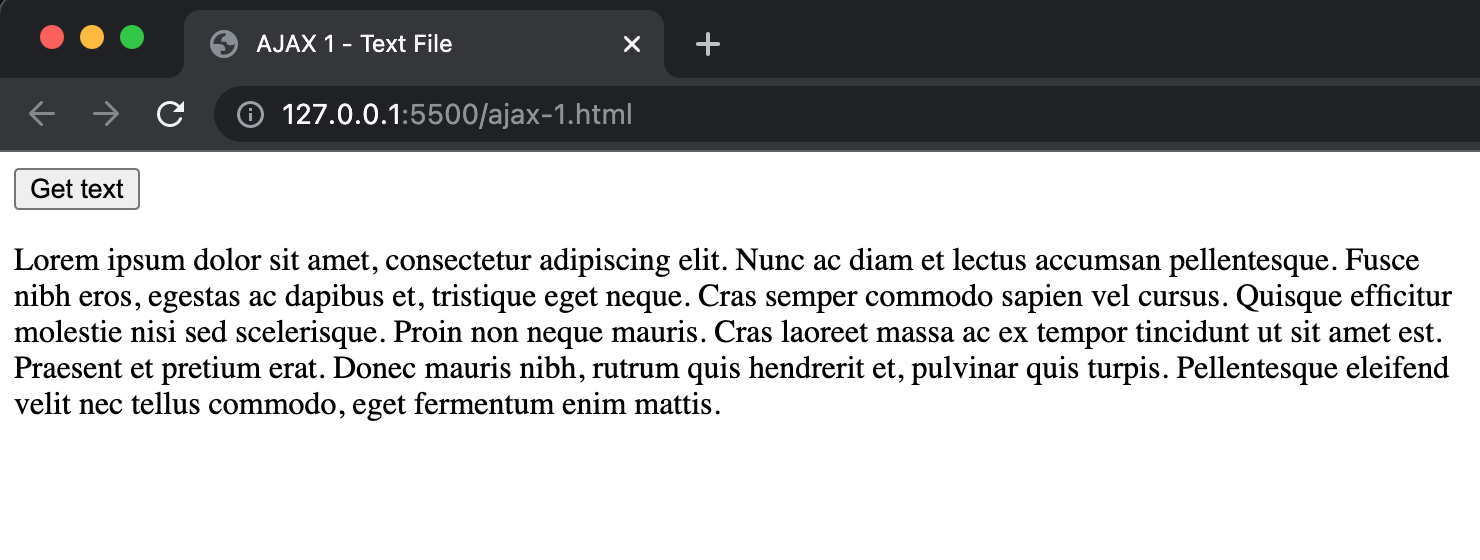 AJAX 1 - Text File
127.0.0.1:5500/ajax-1.html
Get text
Lorem ipsum dolor sit amet, consectetur adipiscing elit. Nunc ac diam et lectus accumsan pellentesque. Fusce
nibh eros, egestas ac dapibus et, tristique eget neque. Cras semper commodo sapien vel cursus. Quisque efficitur
molestie nisi sed scelerisque. Proin non neque mauris. Cras laoreet massa ac ex tempor tincidunt ut sit amet est.
Praesent et pretium erat. Donec mauris nibh, rutrum quis hendrerit et, pulvinar quis turpis. Pellentesque eleifend
velit nec tellus commodo, eget fermentum enim mattis.